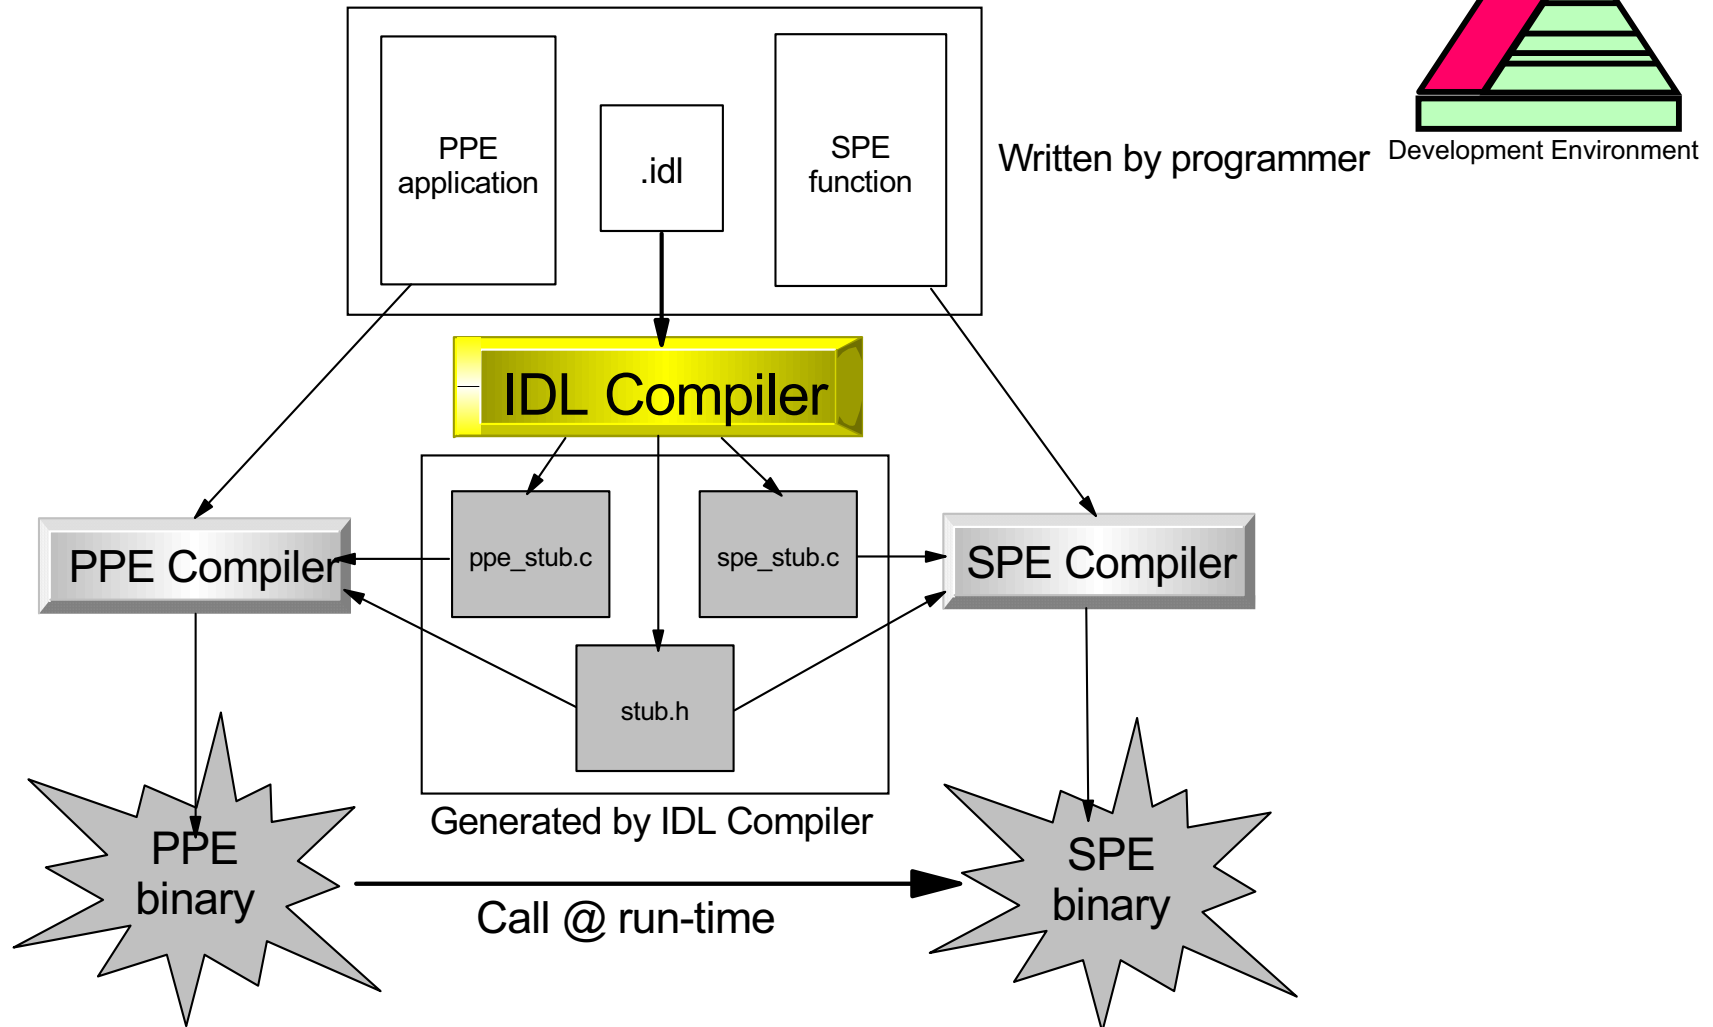 PPE
application
.idl
SPE
function
Written by programmer
Development Environment
IDL Compiler
PPE Compiler
ppe_stub.c
spe_stub.c
SPE Compiler
stub.h
Generated by IDL Compiler
PPE
binary
Call @ run-time
SPE
binary